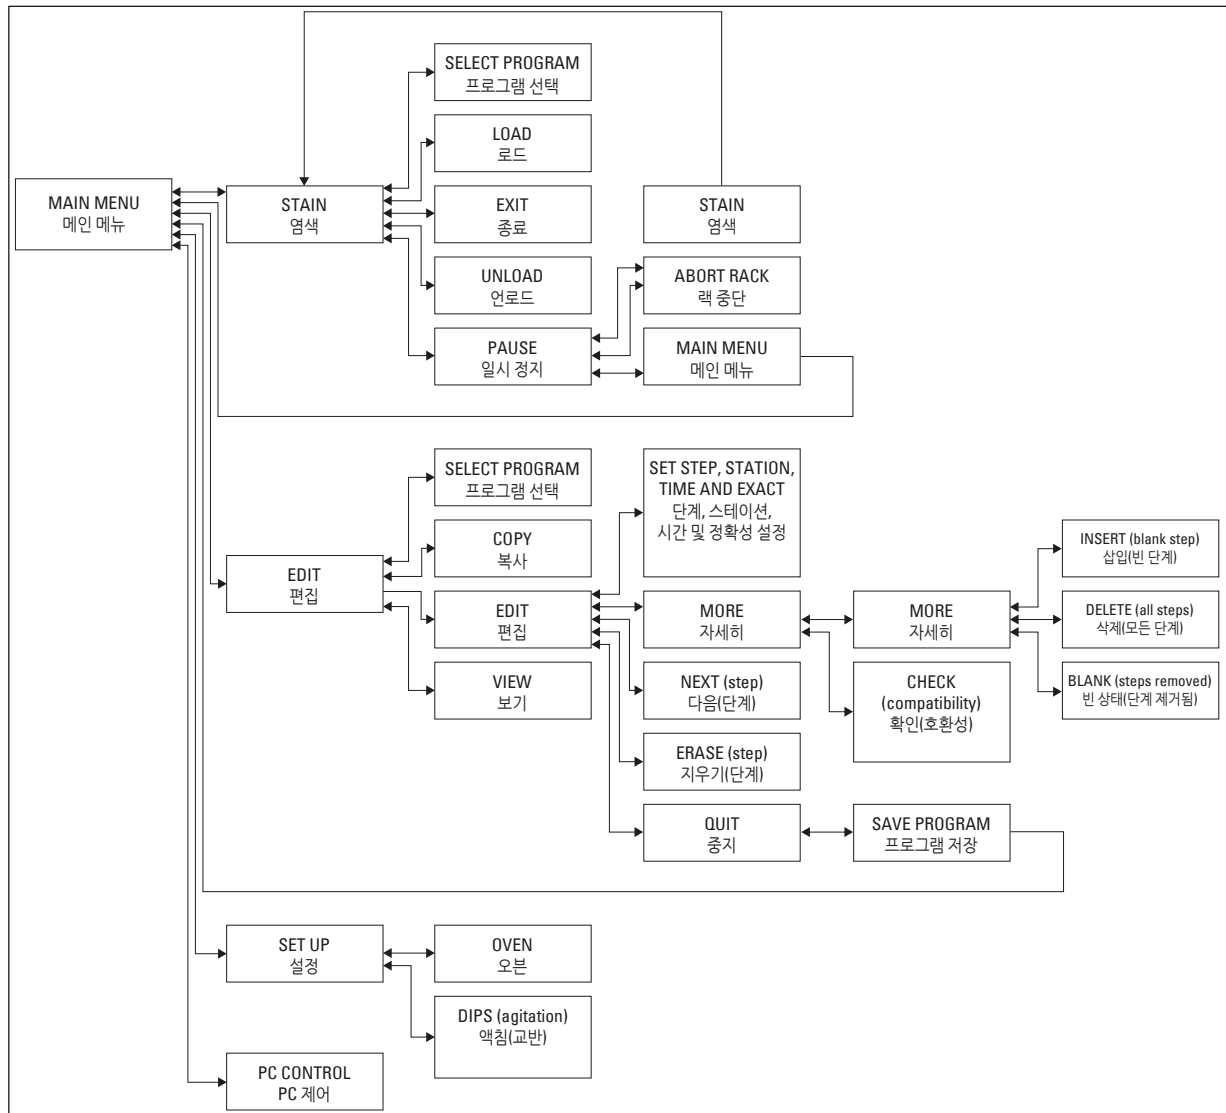 MAIN MENU
메인 메뉴
STAIN
염색
SELECT PROGRAM
프로그램 선택
LOAD
로드
EXIT
종료
UNLOAD
언로드
PAUSE
일시 정지
STAIN
염색
ABORT RACK
랙 중단
MAIN MENU
메인 메뉴
EDIT
편집
SELECT PROGRAM
프로그램 선택
COPY
복사
EDIT
편집
VIEW
보기
SET STEP, STATION,
TIME AND EXACT
단계, 스테이션,
시간 및 정확성 설정
MORE
자세히
NEXT (step)
다음(단계)
ERASE (step)
지우기(단계)
QUIT
중지
MORE
자세히
CHECK
(compatibility)
확인(호환성)
SAVE PROGRAM
프로그램 저장
INSERT (blank step)
삽입(빈 단계)
DELETE (all steps)
삭제(모든 단계)
BLANK (steps removed)
빈 상태(단계 제거됨)
SET UP
설정
OVEN
오븐
DIPS (agitation)
액침(교반)
PC CONTROL
PC 제어